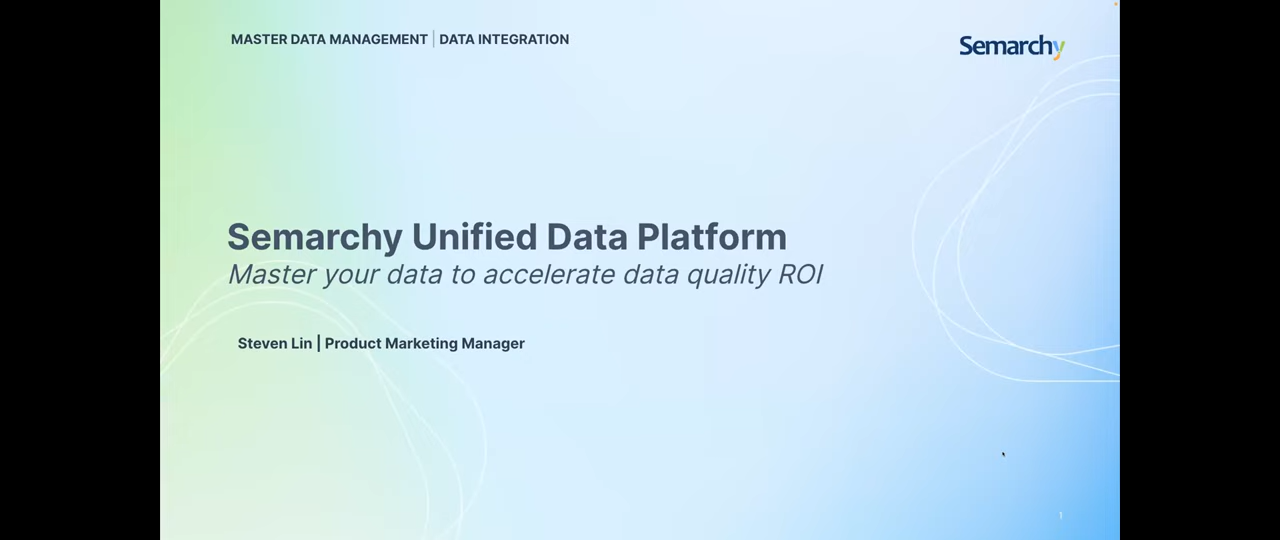 MASTER DATA MANAGEMENT | DATA INTEGRATION
Semarchy
Semarchy Unified Data Platform
Master your data to accelerate data quality ROI
Steven Lin | Product Marketing Manager
1